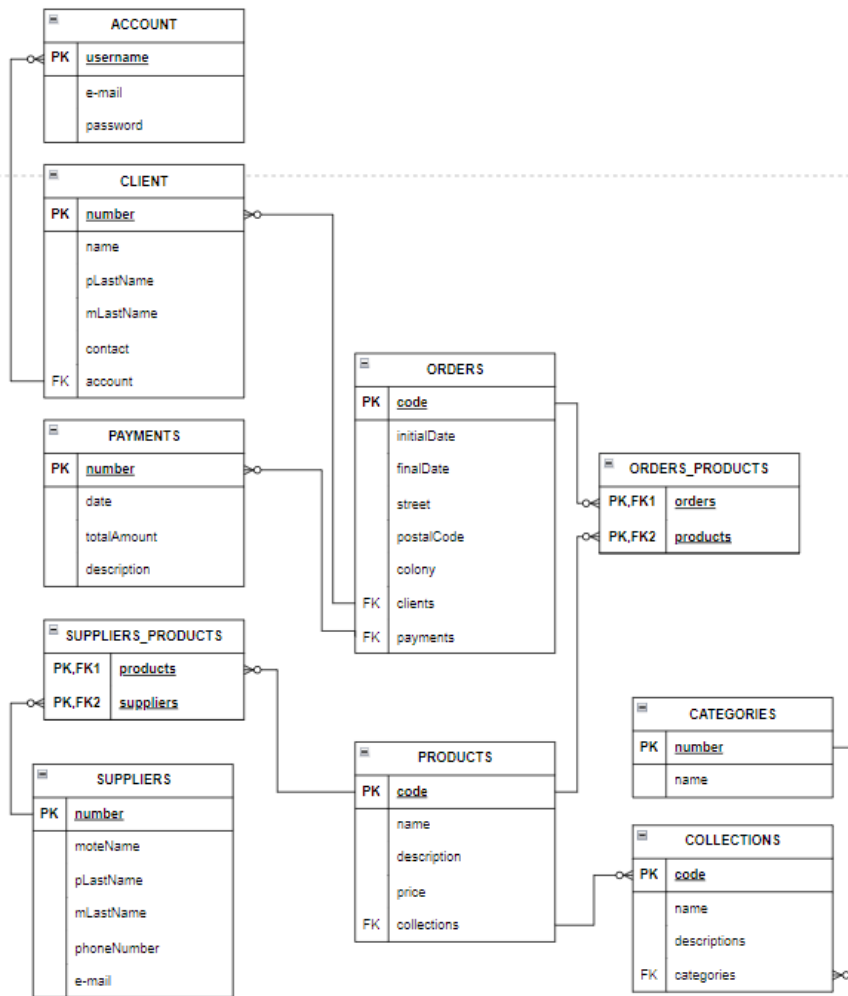 ACCOUNT
PK username
e-mail
password
CLIENT
PK number
name
pLastName
mLastName
contact
FK account
PAYMENTS
PK number
date
totalAmount
description
SUPPLIERS_PRODUCTS
PK,FK1 products
PK,FK2 suppliers
SUPPLIERS
PK number
moteName
pLastName
mLastName
phoneNumber
e-mail
ORDERS
PK code
initialDate
finalDate
street
postalCode
colony
FK clients
FK payments
PRODUCTS
PK code
name
description
price
FK collections
ORDERS_PRODUCTS
PK,FK1 orders
PK,FK2 products
CATEGORIES
PK number
name
COLLECTIONS
PK code
name
descriptions
FK categories